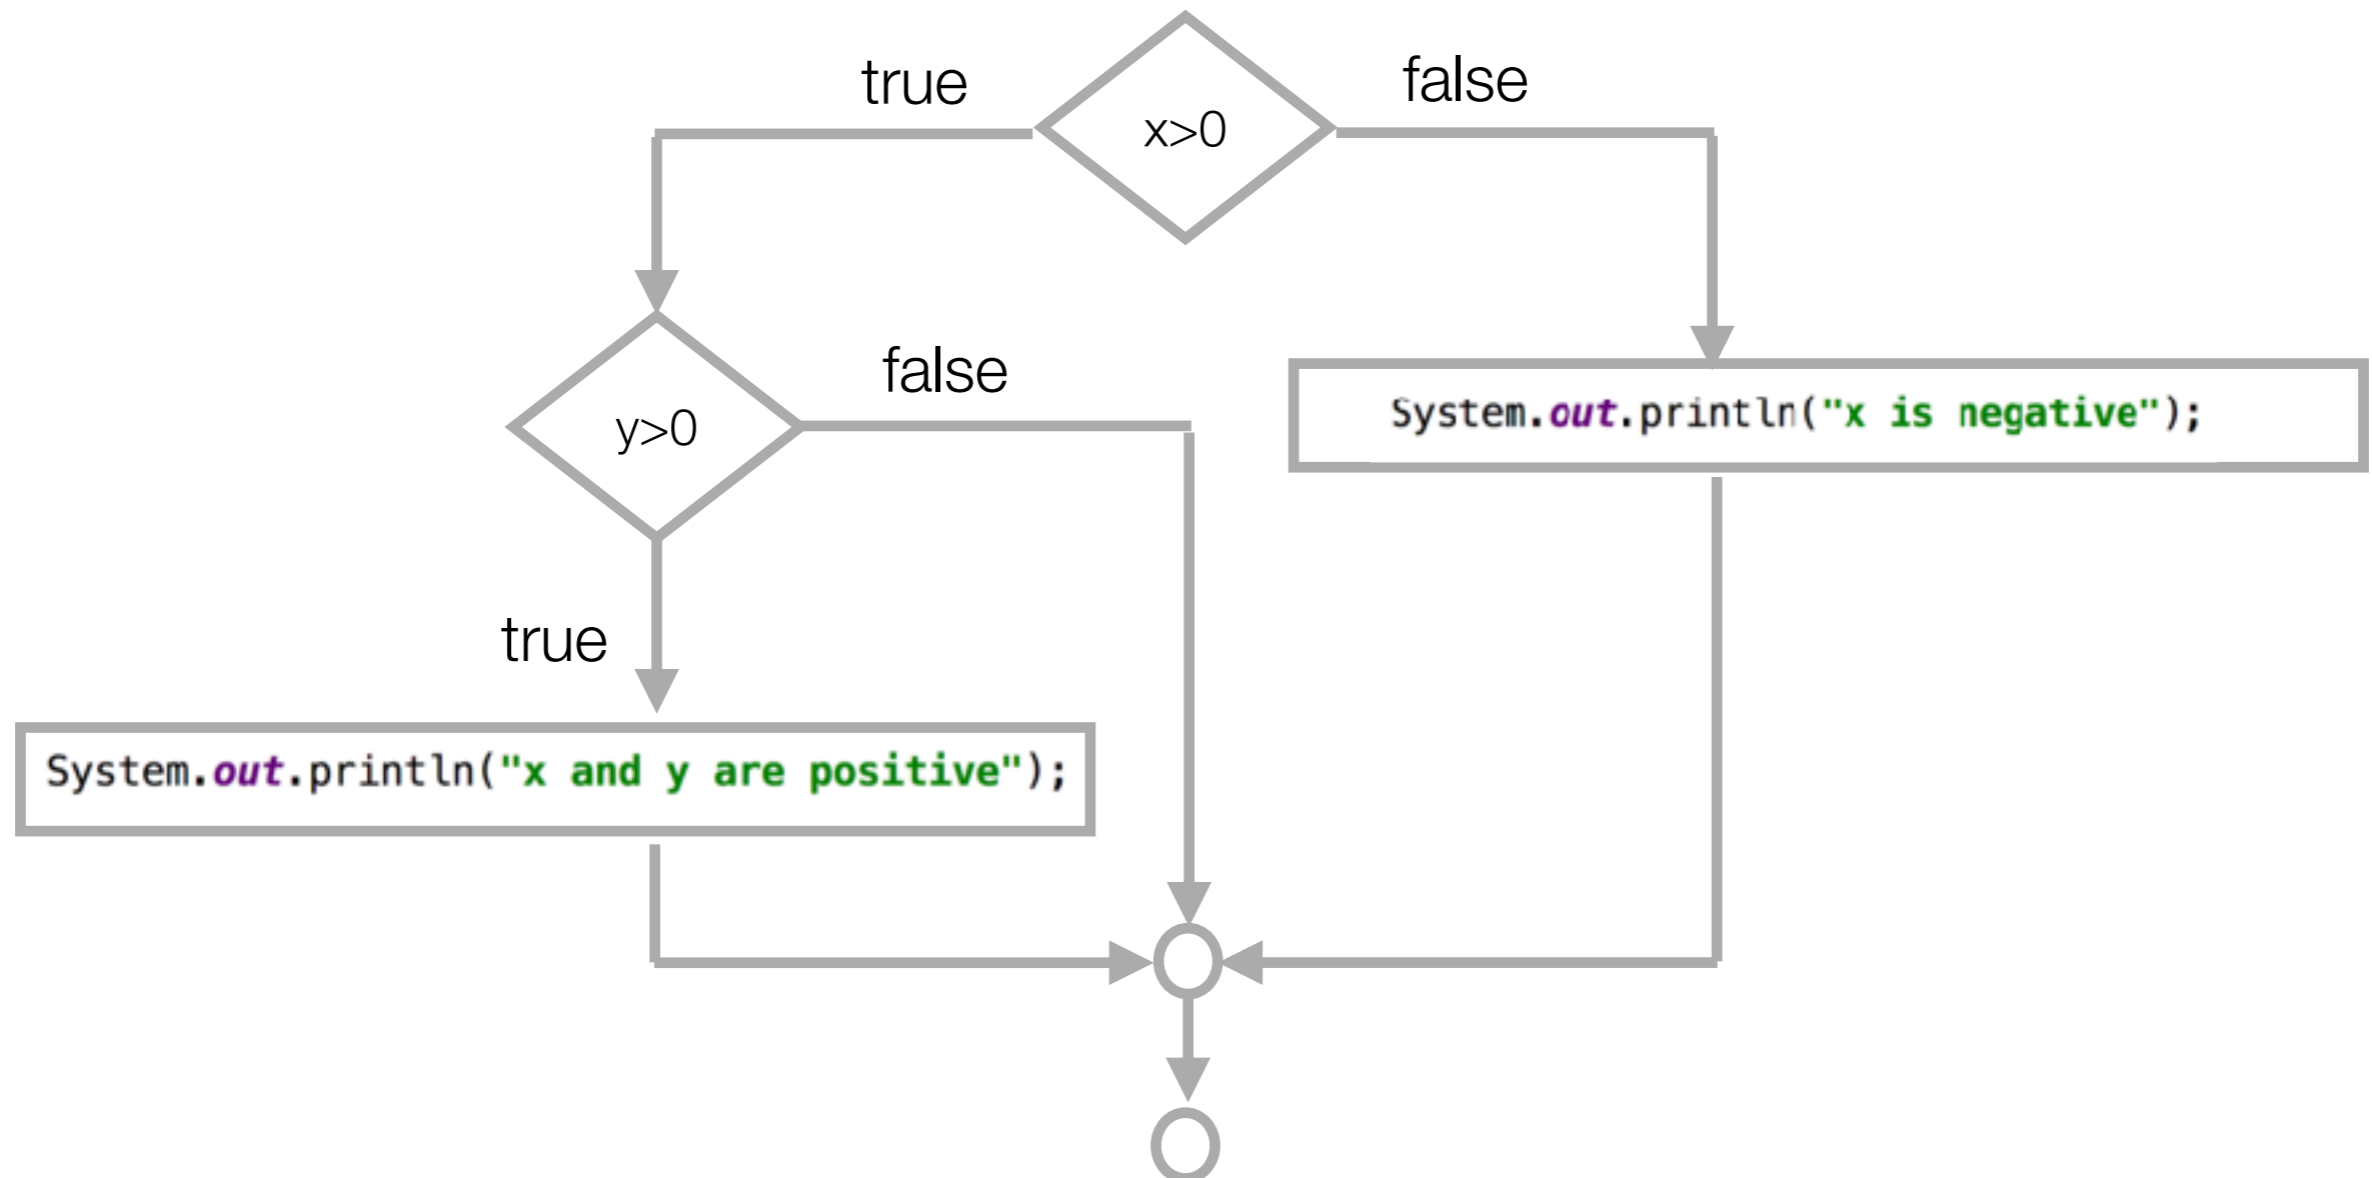 true
false
x>0
false
y>0
System.out.println("x is negative");
true
System.out.println("x and y are positive");